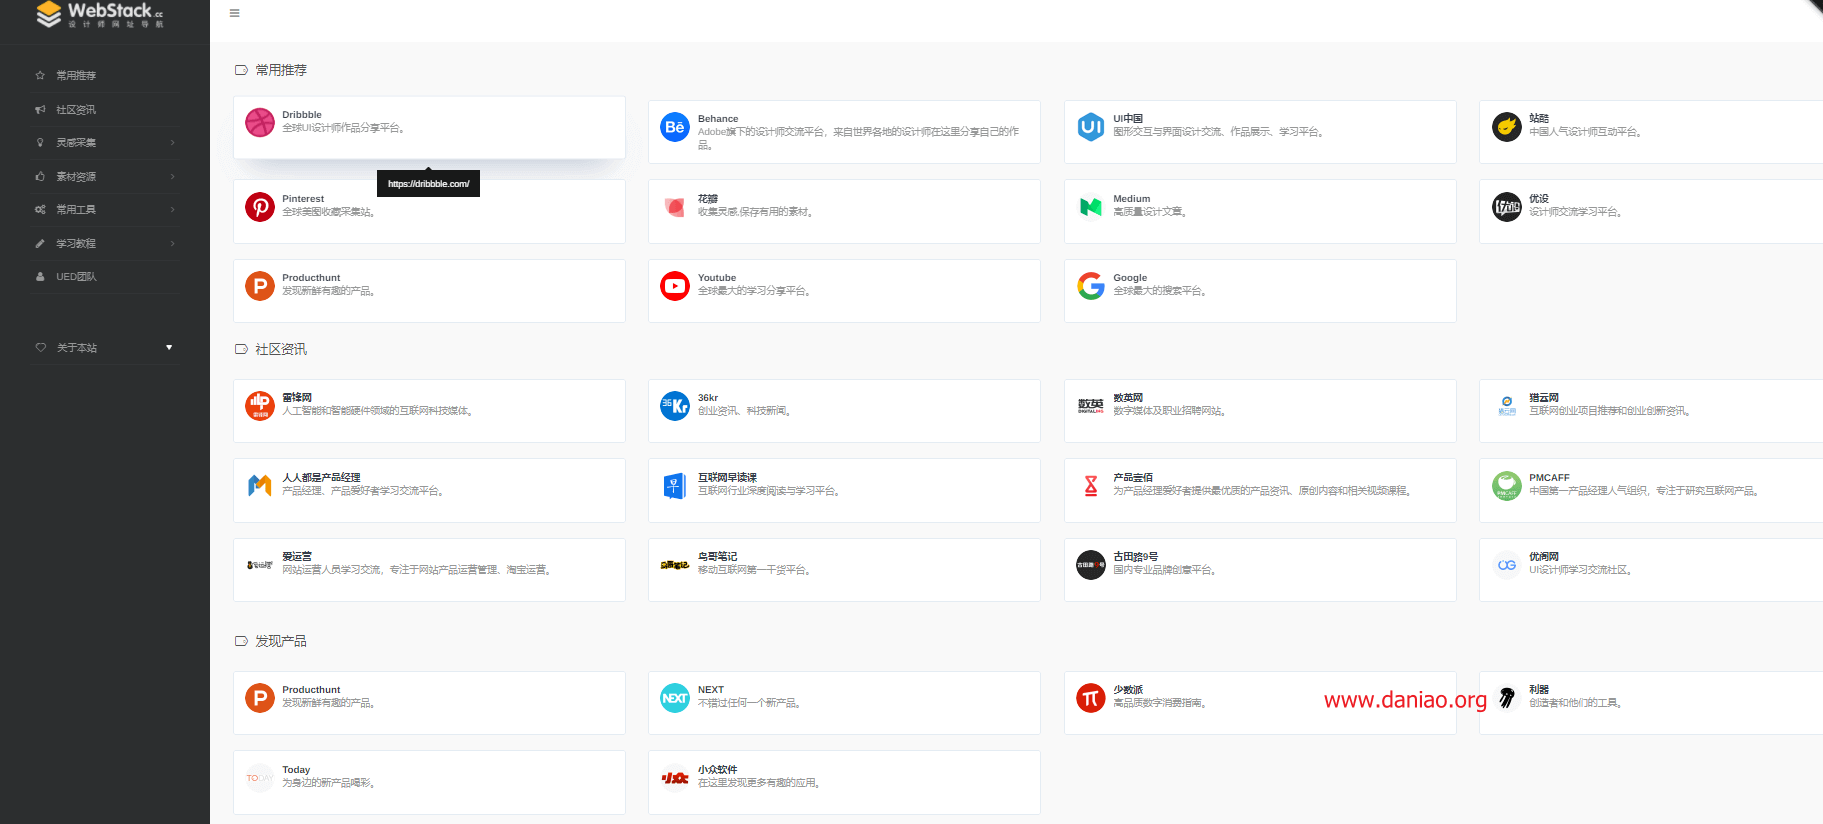 WebStack.cc
设计师网址导航
常用推荐
社区资讯
灵感采集
素材资源
常用工具
学习教程
UED团队
关于本站
常用推荐
Dribbble
全球UI设计师作品分享平台。
Behance
Adobe旗下的设计师交流平台，来自世界各地的设计师在这里分享自己的作
品。
UI中国
图形交互与界面设计交流、作品展示、学习平台。
站酷
中国人气设计师互动平台。
https://dribbble.com/
Pinterest
全球美图收藏采集站。
花瓣
收集灵感,保存有用的素材。
Medium
高质量设计文章。
优设
设计师交流学习平台。
Producthunt
发现新鲜有趣的产品。
Youtube
全球最大的学习分享平台。
Google
全球最大的搜索平台。
社区资讯
雷锋网
人工智能和智能硬件领域的互联网科技媒体。
36kr
创业资讯、科技新闻。
数英网
数字媒体及职业招聘网站。
猎云网
互联网创业项目推荐和创业创新资讯。
人人都是产品经理
产品经理、产品爱好者学习交流平台。
互联网早读课
互联网行业深度阅读与学习平台。
产品壹佰
为产品经理爱好者提供最优质的产品资讯、原创内容和相关视频课程。
PMCAFF
中国第一产品经理人气组织，专注于研究互联网产品。
爱运营
网站运营人员学习交流，专注于网站产品运营管理、淘宝运营。
鸟哥笔记
移动互联网第一干货平台。
古田路9号
国内专业品牌创意平台。
优阁网
UI设计师学习交流社区。
发现产品
Producthunt
发现新鲜有趣的产品。
NEXT
不错过任何一个新产品。
少数派
高品质数字消费指南。
www.daniao.org
利器
创造者和他们的工具。
Today
为身边的新产品喝彩。
小众软件
在这里发现更多有趣的应用。